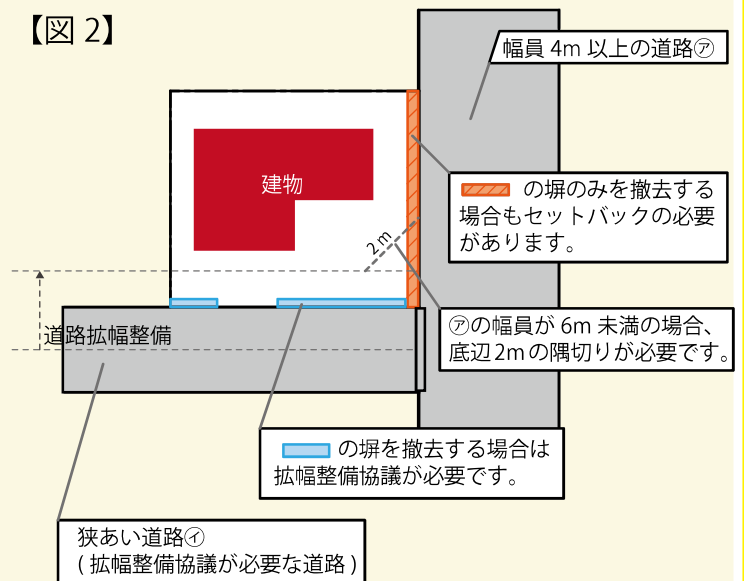 【図 2】
幅員 4m 以上の道路㋐
の塀のみを撤去する
場合もセットバックの必要
があります。
建物
2 m
道路拡幅整備
㋐の幅員が 6m 未満の場合、
底辺 2m の隅切りが必要です。
の塀を撤去する場合は
拡幅整備協議が必要です。
狭あい道路㋑
( 拡幅整備協議が必要な道路 )